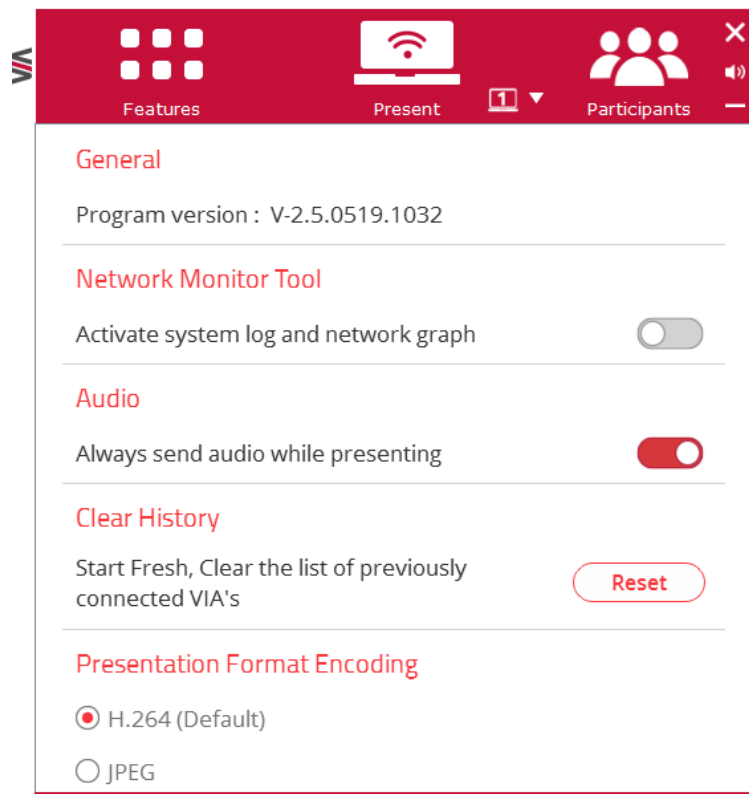 Features
Present
1
Participants
General
Program version : V-2.5.0519.1032
Network Monitor Tool
Activate system log and network graph
Audio
Always send audio while presenting
Clear History
Start Fresh, Clear the list of previously
connected VIA's
Reset
Presentation Format Encoding
H.264 (Default)
JPEG